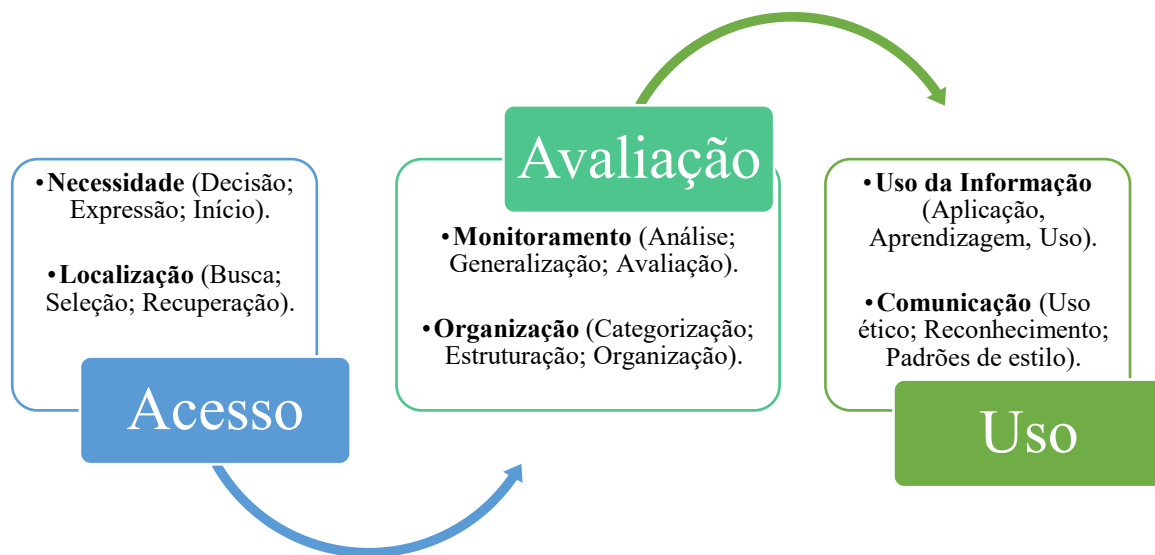 •Necessidade (Decisão;
Expressão; Início).
•Localização (Busca;
Seleção; Recuperação).
Acesso
Avaliação
•Monitoramento (Análise;
Generalização; Avaliação).
•Organização (Categorização;
Estruturação; Organização).
•Uso da Informação
(Aplicação,
Aprendizagem, Uso).
•Comunicação (Uso
ético; Reconhecimento;
Padrões de estilo).
Uso